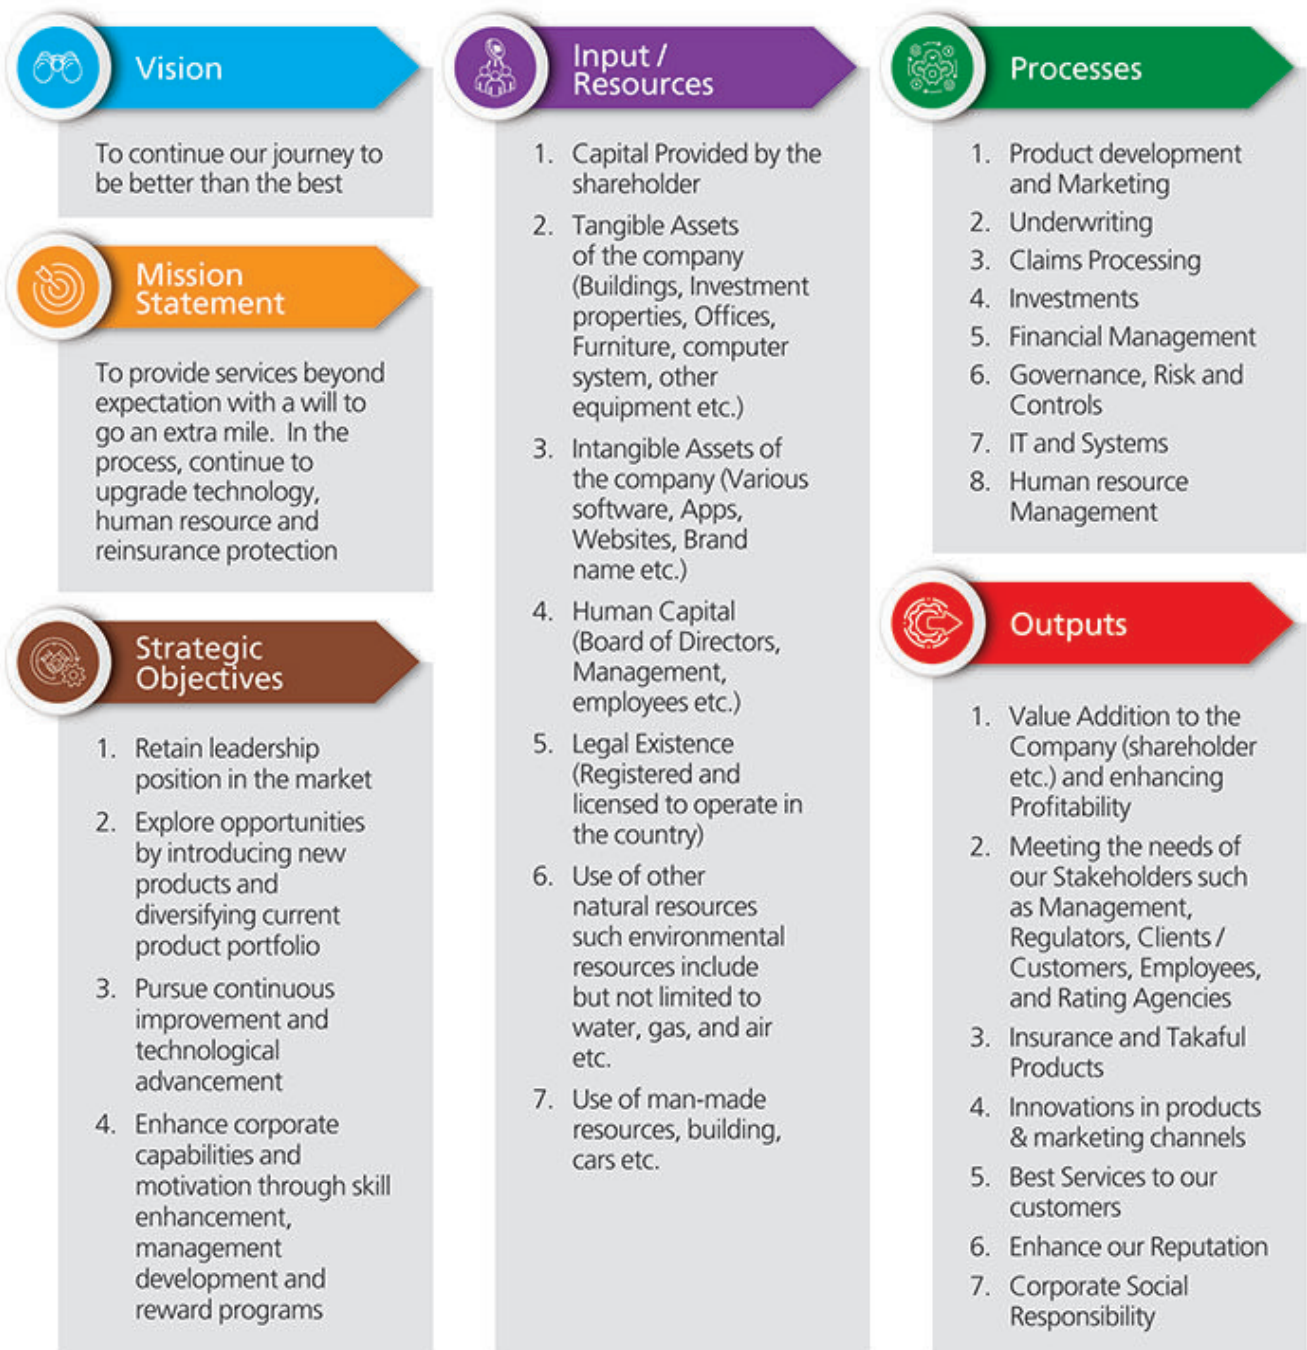 Vision
To continue our journey to
be better than the best
Mission
Statement
To provide services beyond
expectation with a will to
go an extra mile. In the
process, continue to
upgrade technology,
human resource and
reinsurance protection
Strategic
Objectives
1. Retain leadership
position in the market
2. Explore opportunities
by introducing new
products and
diversifying current
product portfolio
3. Pursue continuous
improvement and
technological
advancement
4. Enhance corporate
capabilities and
motivation through skill
enhancement,
management
development and
reward programs
Input /
Resources
1. Capital Provided by the
shareholder
2. Tangible Assets
of the company
(Buildings, Investment
properties, Offices,
Furniture, computer
system, other
equipment etc.)
3. Intangible Assets of
the company (Various
software, Apps,
Websites, Brand
name etc.)
4. Human Capital
(Board of Directors,
Management,
employees etc.)
5. Legal Existence
(Registered and
licensed to operate in
the country)
6. Use of other
natural resources
such environmental
resources include
but not limited to
water, gas, and air
etc.
7. Use of man-made
resources, building,
cars etc.
Processes
1. Product development
and Marketing
2. Underwriting
3. Claims Processing
4. Investments
5. Financial Management
6. Governance, Risk and
Controls
7. IT and Systems
8. Human resource
Management
Outputs
1. Value Addition to the
Company (shareholder
etc.) and enhancing
Profitability
2. Meeting the needs of
our Stakeholders such
as Management,
Regulators, Clients /
Customers, Employees,
and Rating Agencies
3. Insurance and Takaful
Products
4. Innovations in products
& marketing channels
5. Best Services to our
customers
6. Enhance our Reputation
7. Corporate Social
Responsibility